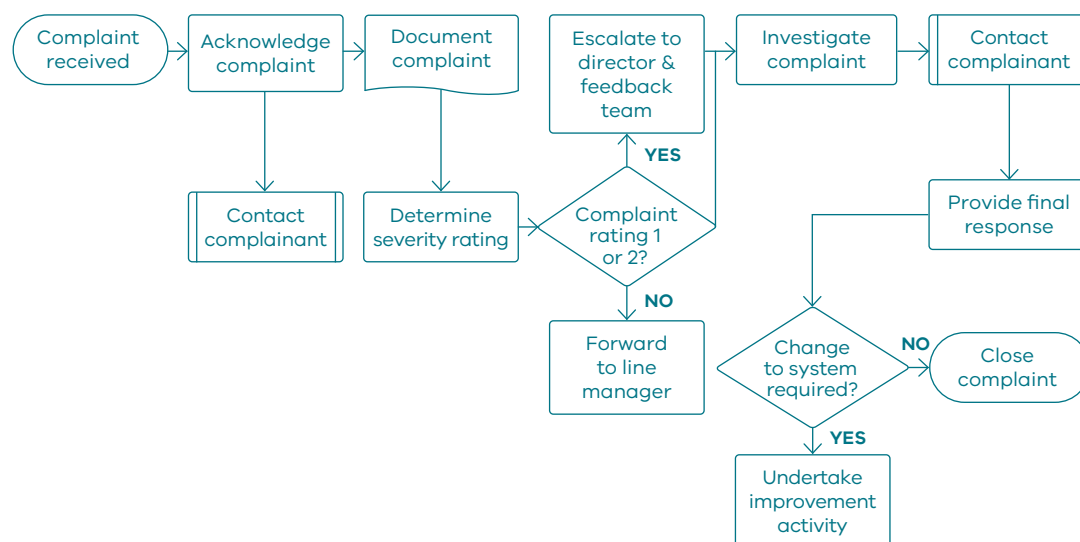 Complaint
received
Acknowledge
complaint
Document
complaint
Escalate to
director &
feedback
team
Investigate
complaint
Contact
complainant
YES
Contact
complainant
Determine
severity rating
Complaint
rating 1
or 2?
Provide final
response
NO
Forward
to line
manager
Change
to system
required?
NO
Close
complaint
YES
Undertake
improvement
activity